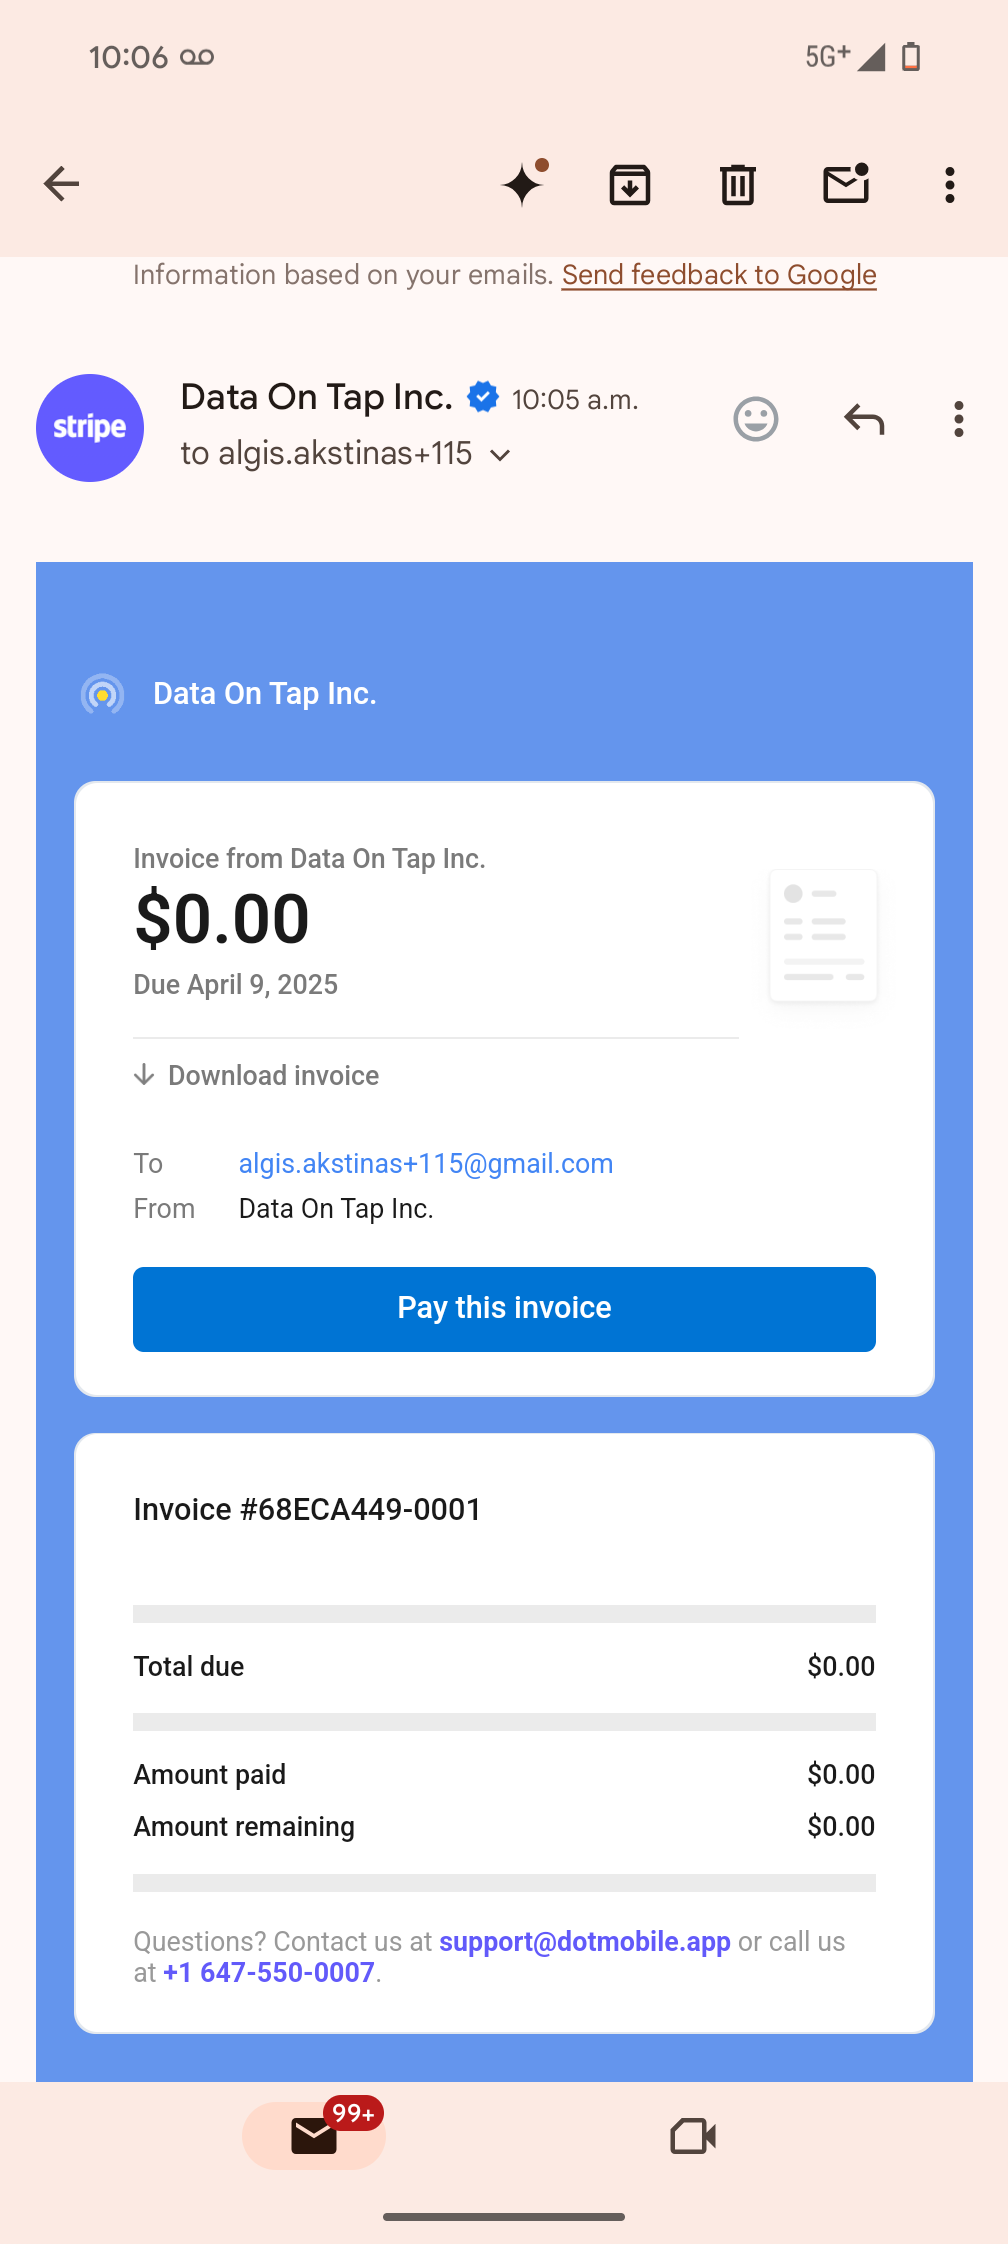 10:06
5G+
Information based on your emails. Send feedback to Google
stripe
Data On Tap Inc. 10:05 a.m.
to algis.akstinas+115
Data On Tap Inc.
Invoice from Data On Tap Inc.
$0.00
Due April 9, 2025
Download invoice
To algis.akstinas+115@gmail.com
From Data On Tap Inc.
Pay this invoice
Invoice #68ECA449-0001
Total due $0.00
Amount paid $0.00
Amount remaining $0.00
Questions? Contact us at support@dotmobile.app or call us
at +1 647-550-0007.
99+